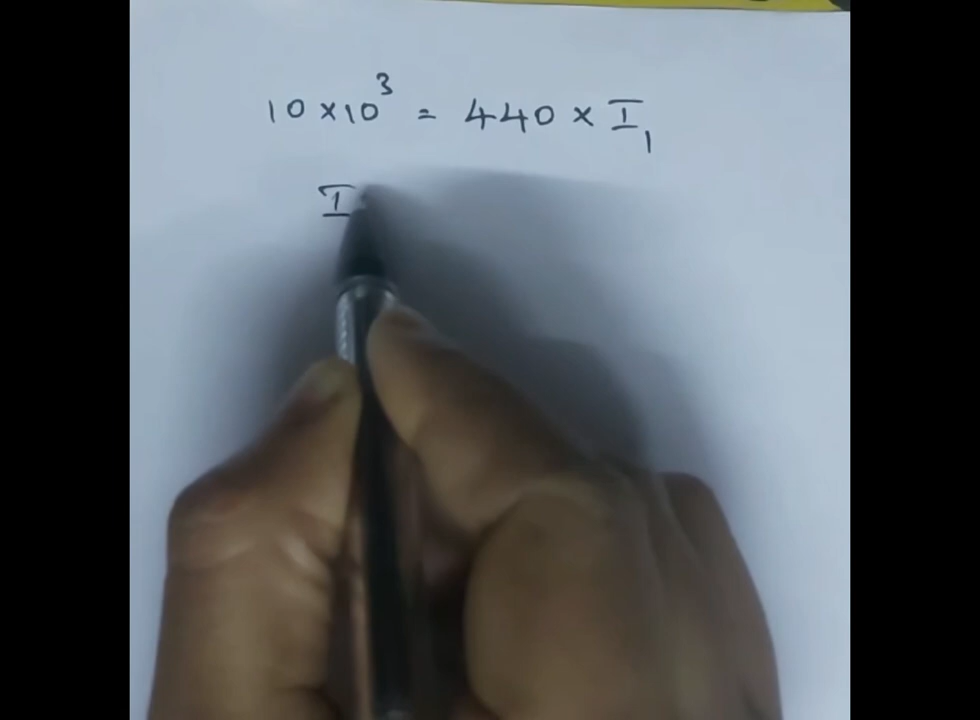 10 × 10³ = 440 × I₁
I